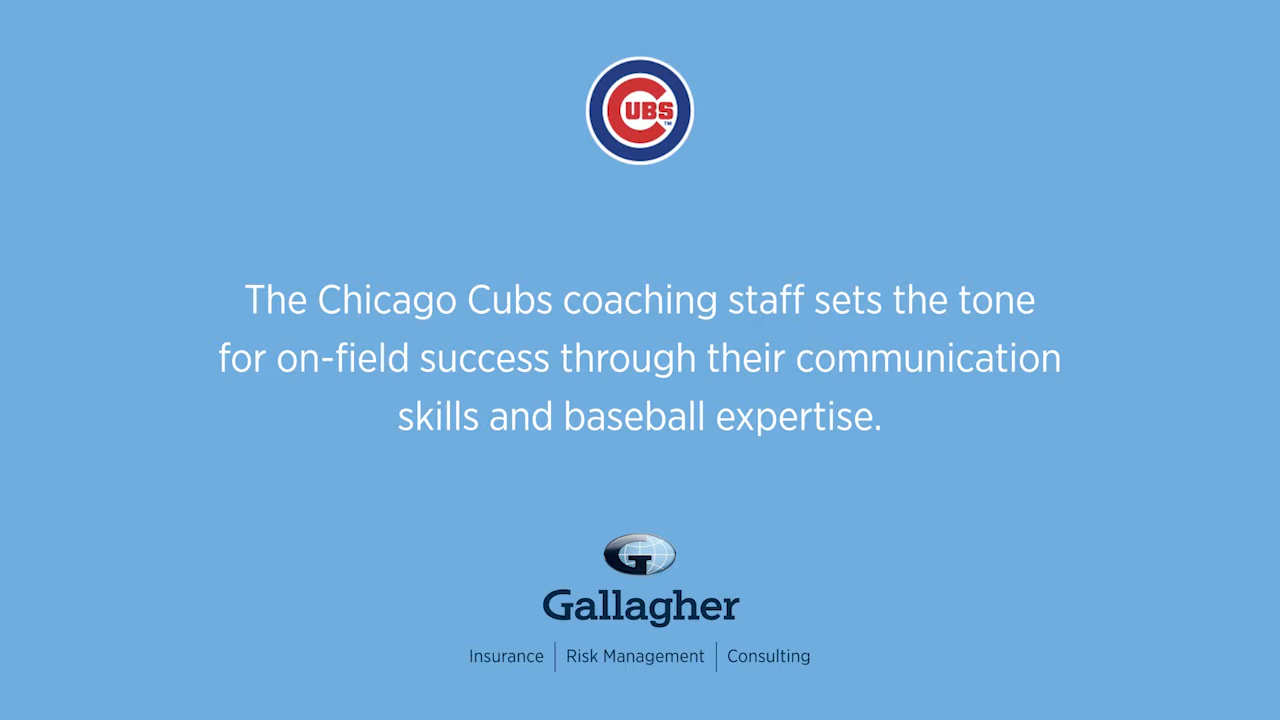 CUBS
TM
The Chicago Cubs coaching staff sets the tone
for on-field success through their communication
skills and baseball expertise.
G
Gallagher
Insurance | Risk Management | Consulting